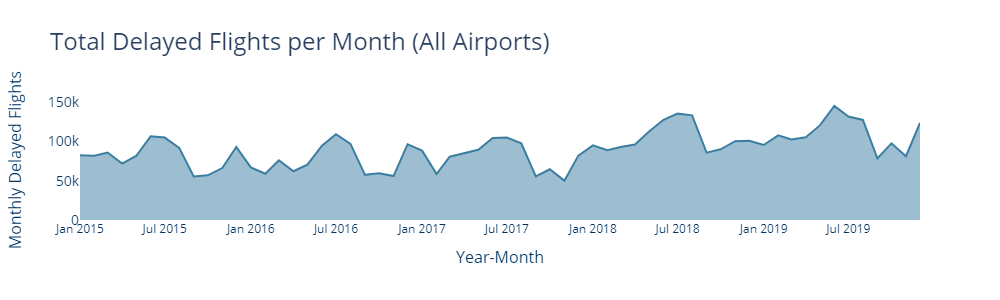 Total Delayed Flights per Month (All Airports)
Monthly Delayed Flights
150k
100k
50k
0
Jan 2015 Jul 2015 Jan 2016 Jul 2016 Jan 2017 Jul 2017 Jan 2018 Jul 2018 Jan 2019 Jul 2019
Year-Month